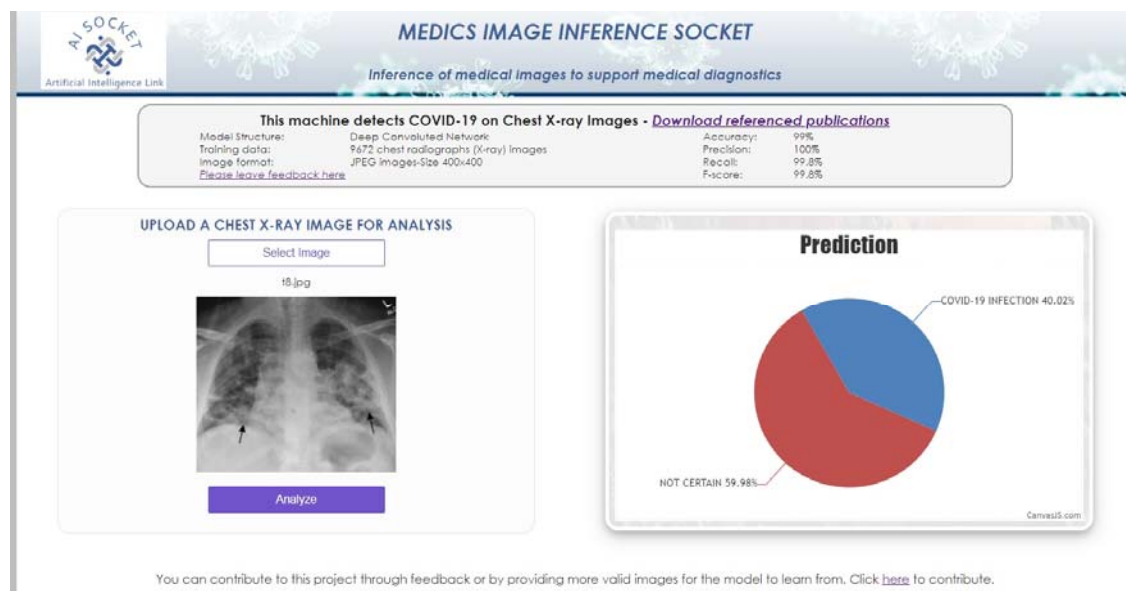 AI SOCKET
Artificial Intelligence Link
MEDICS IMAGE INFERENCE SOCKET
Inference of medical images to support medical diagnostics
This machine detects COVID-19 on Chest X-ray Images - Download referenced publications
Model Structure: Deep Convoluted Network Accuracy: 99%
Training data: 9672 chest radiographs (X-ray) images Precision: 100%
Image format: JPEG images-Size 400x400 Recall: 99.8%
Please leave feedback here F-score: 99.8%
UPLOAD A CHEST X-RAY IMAGE FOR ANALYSIS
Select Image
t8.jpg
Analyze
Prediction
COVID-19 INFECTION 40.02%
NOT CERTAIN 59.98%
CanvasJS.com
You can contribute to this project through feedback or by providing more valid images for the model to learn from. Click here to contribute.